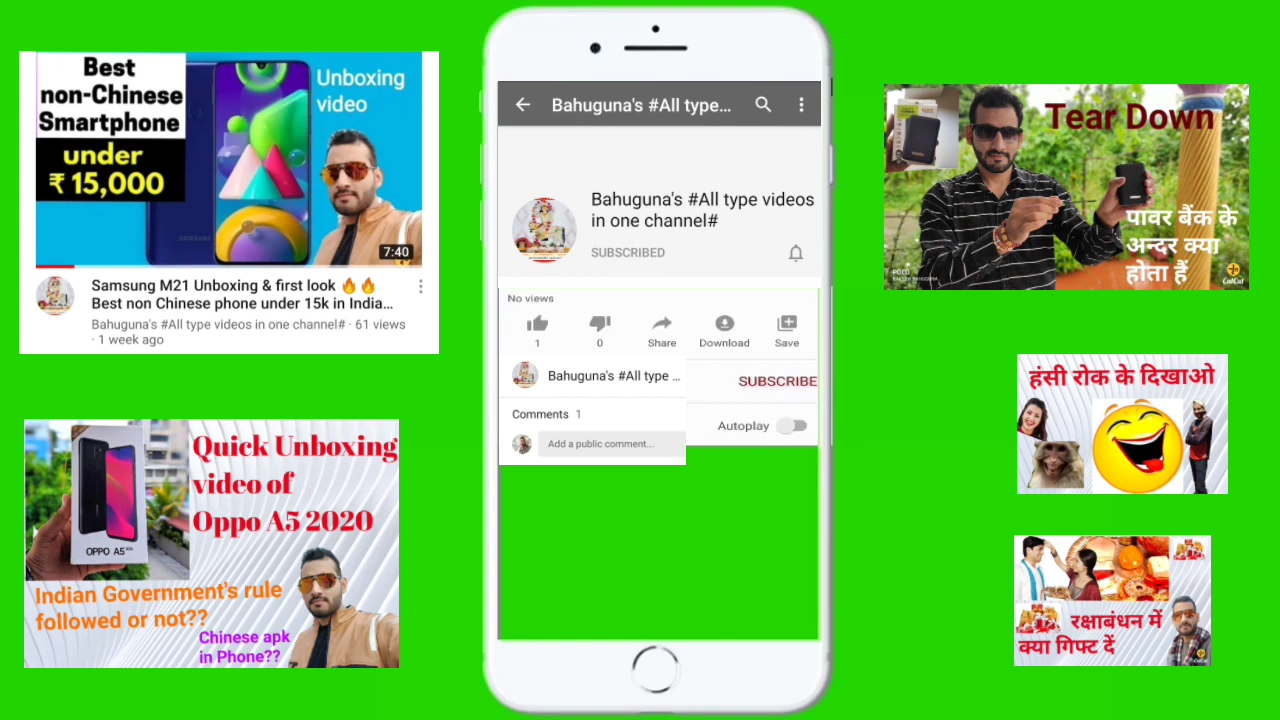 Best
non-Chinese
Smartphone
under
₹ 15,000
Unboxing
video
SAMSUNG
7:40
Samsung M21 Unboxing & first look 🔥🔥
Best non Chinese phone under 15k in India...
Bahuguna's #All type videos in one channel# · 61 views
· 1 week ago
Quick Unboxing
video of
Oppo A5 2020
OPPO A5
Indian Government's rule
followed or not??
Chinese apk
in Phone??
Bahuguna's #All type...
Bahuguna's #All type videos
in one channel#
SUBSCRIBED
No views
1
0
Share
Download
Save
Bahuguna's #All type ...
SUBSCRIBE
Comments 1
Autoplay
Add a public comment...
Tear Down
पावर बैंक के
अन्दर क्या
होता हैं
POCO
CutCut
हंसी रोक के दिखाओ
रक्षाबंधन में
क्या गिफ्ट दें
CutCut